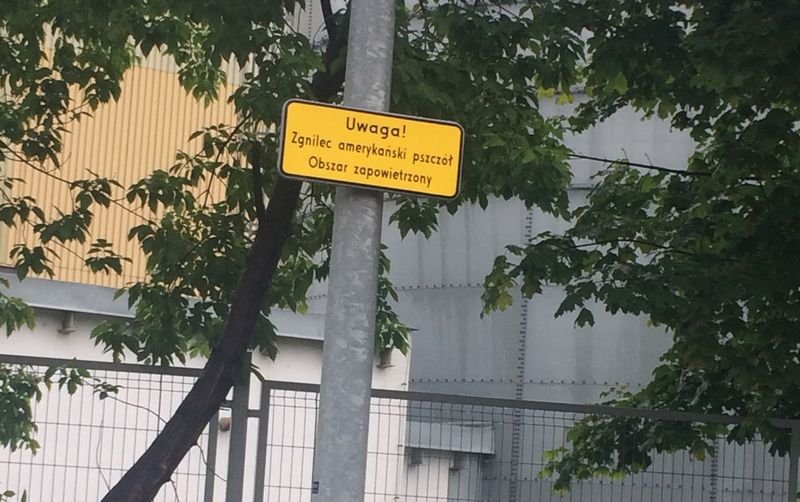 Uwaga!
Zgnilec amerykański pszczół
Obszar zapowietrzony